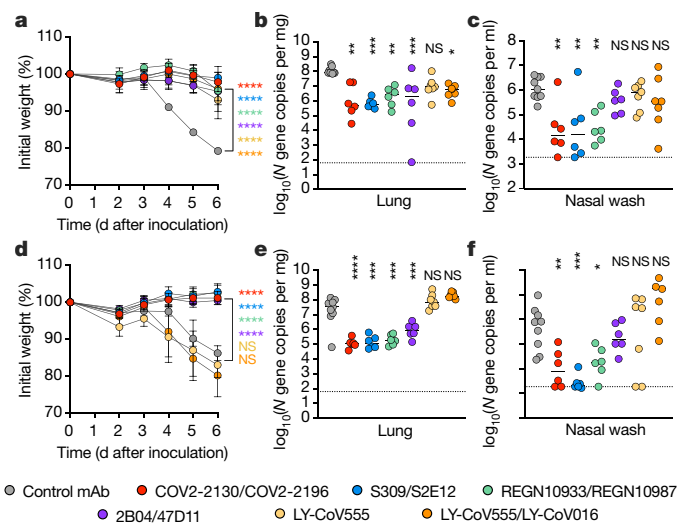 a
Initial weight (%)
110
100
90
80
70
0 1 2 3 4 5 6
Time (d after inoculation)
****
****
****
****
****
****
b
log10(N gene copies per mg)
10
9
8
7
6
5
4
3
2
1
0
** *** ** *** NS *
Lung
c
log10(N gene copies per ml)
8
7
6
5
4
3
2
** ** ** NS NS NS
Nasal wash
d
Initial weight (%)
110
100
90
80
70
0 1 2 3 4 5 6
Time (d after inoculation)
****
****
****
****
NS
NS
e
log10(N gene copies per mg)
10
9
8
7
6
5
4
3
2
1
0
**** *** *** *** NS NS
Lung
f
log10(N gene copies per ml)
** *** * NS NS NS
Nasal wash
Control mAb COV2-2130/COV2-2196 S309/S2E12 REGN10933/REGN10987
2B04/47D11 LY-CoV555 LY-CoV555/LY-CoV016